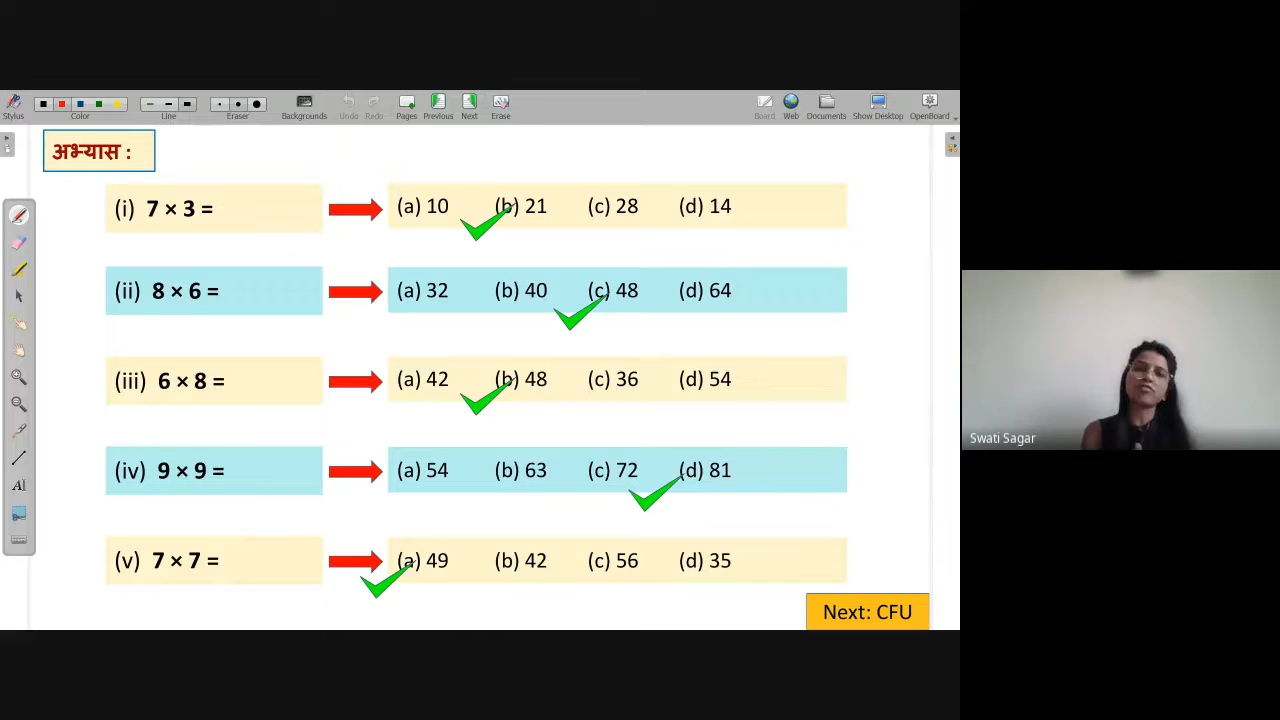 Stylus Color Line Eraser Backgrounds Undo Redo Pages Previous Next Erase Board Web Documents Show Desktop OpenBoard
अभ्यास :
(i) 7 × 3 = (a) 10 (b) 21 (c) 28 (d) 14
(ii) 8 × 6 = (a) 32 (b) 40 (c) 48 (d) 64
(iii) 6 × 8 = (a) 42 (b) 48 (c) 36 (d) 54
(iv) 9 × 9 = (a) 54 (b) 63 (c) 72 (d) 81
(v) 7 × 7 = (a) 49 (b) 42 (c) 56 (d) 35
Next: CFU
Swati Sagar